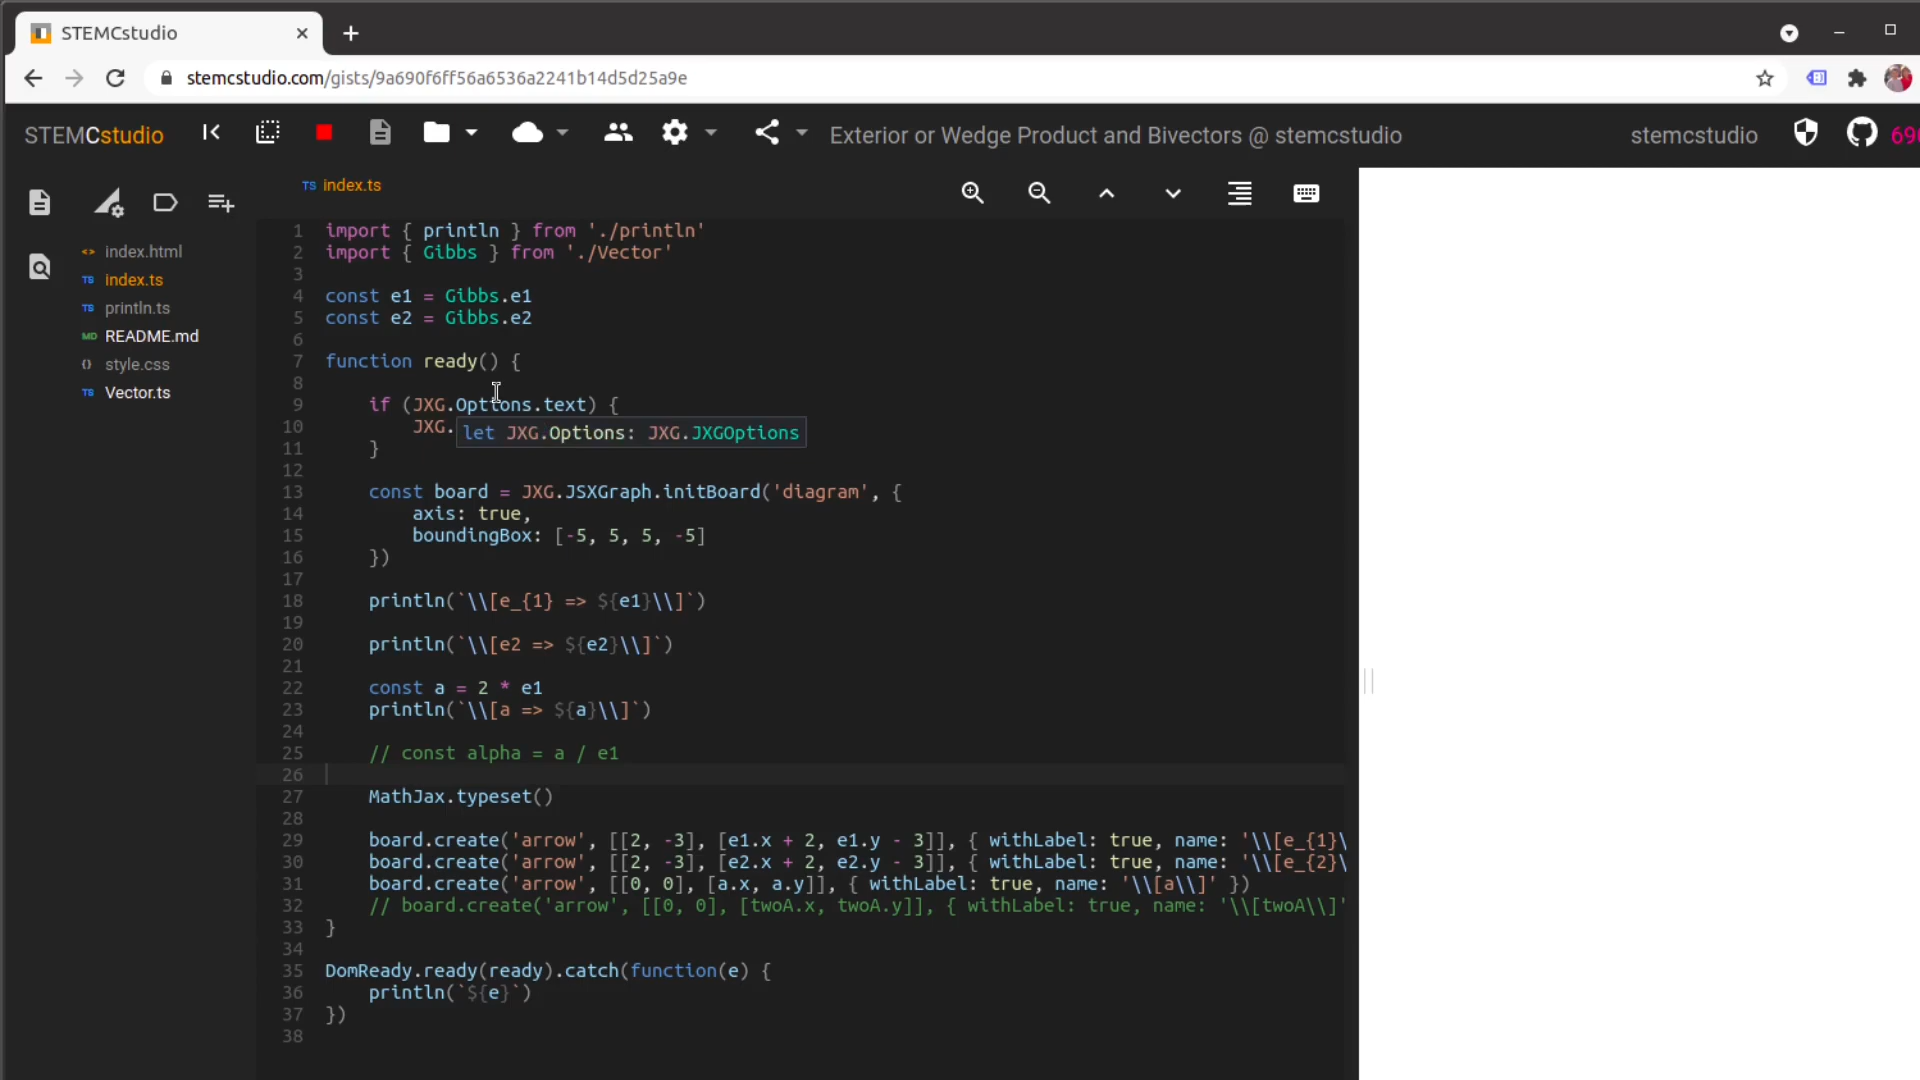 STEMCstudio
stemcstudio.com/gists/9a690f6ff56a6536a2241b14d5d25a9e
STEMCstudio
Exterior or Wedge Product and Bivectors @ stemcstudio
stemcstudio
TS index.ts
<> index.html
TS index.ts
TS println.ts
MD README.md
{} style.css
TS Vector.ts
1 import { println } from './println'
2 import { Gibbs } from './Vector'
3
4 const e1 = Gibbs.e1
5 const e2 = Gibbs.e2
6
7 function ready() {
8
9 if (JXG.Options.text) {
10 JXG.
let JXG.Options: JXG.JXGOptions
11 }
12
13 const board = JXG.JSXGraph.initBoard('diagram', {
14 axis: true,
15 boundingBox: [-5, 5, 5, -5]
16 })
17
18 println(`\\[e_{1} => ${e1}\\]`)
19
20 println(`\\[e2 => ${e2}\\]`)
21
22 const a = 2 * e1
23 println(`\\[a => ${a}\\]`)
24
25 // const alpha = a / e1
26
27 MathJax.typeset()
28
29 board.create('arrow', [[2, -3], [e1.x + 2, e1.y - 3]], { withLabel: true, name: '\\[e_{1}\
30 board.create('arrow', [[2, -3], [e2.x + 2, e2.y - 3]], { withLabel: true, name: '\\[e_{2}\
31 board.create('arrow', [[0, 0], [a.x, a.y]], { withLabel: true, name: '\\[a\\]' })
32 // board.create('arrow', [[0, 0], [twoA.x, twoA.y]], { withLabel: true, name: '\\[twoA\\]'
33 }
34
35 DomReady.ready(ready).catch(function(e) {
36 println(`${e}`)
37 })
38